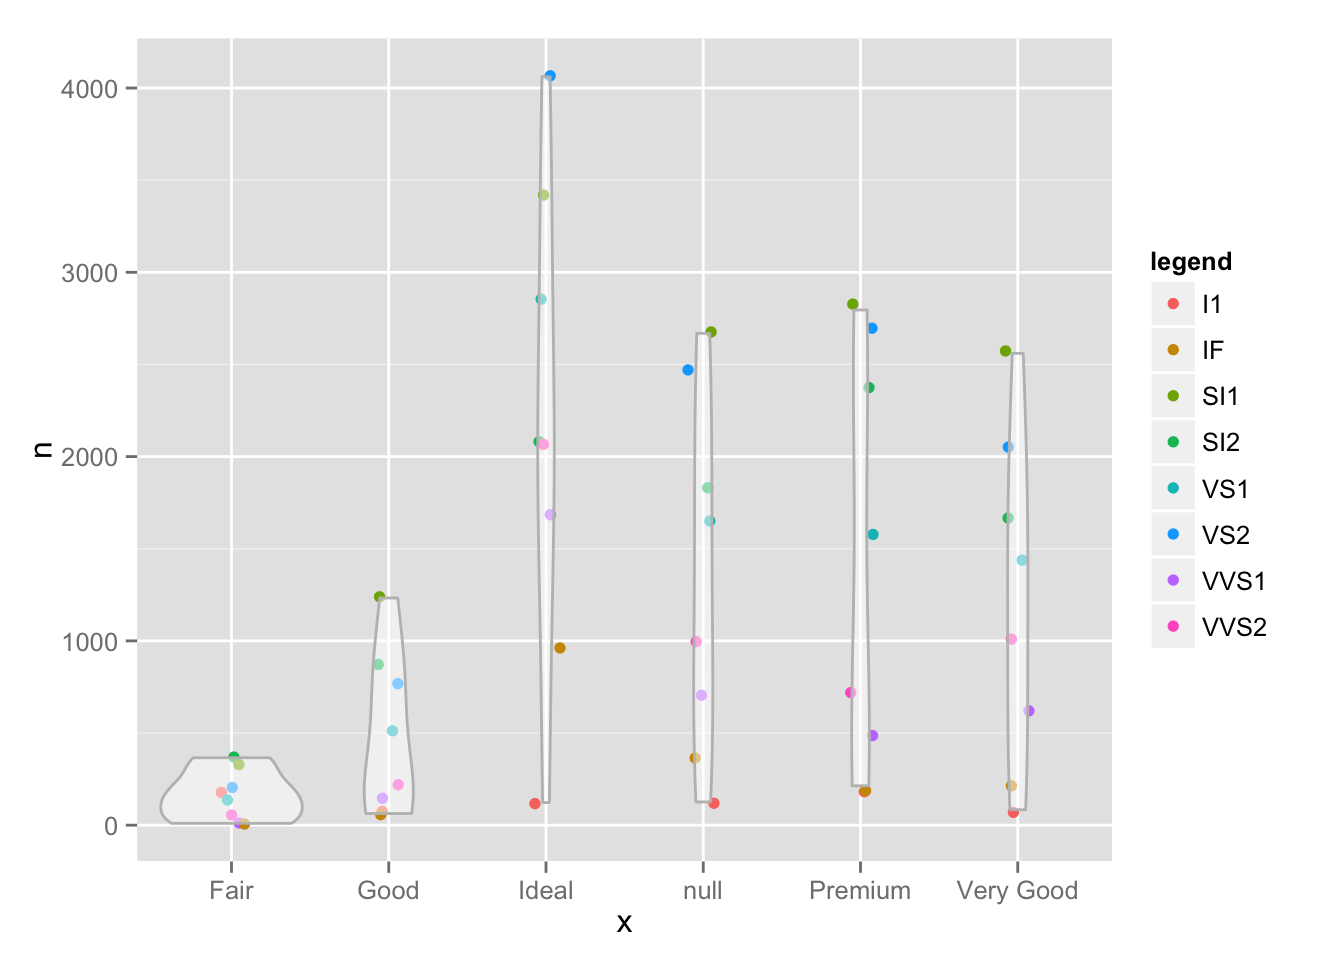 4000
3000
2000
1000
0
n
Fair Good Ideal null Premium Very Good
x
legend
I1
IF
SI1
SI2
VS1
VS2
VVS1
VVS2